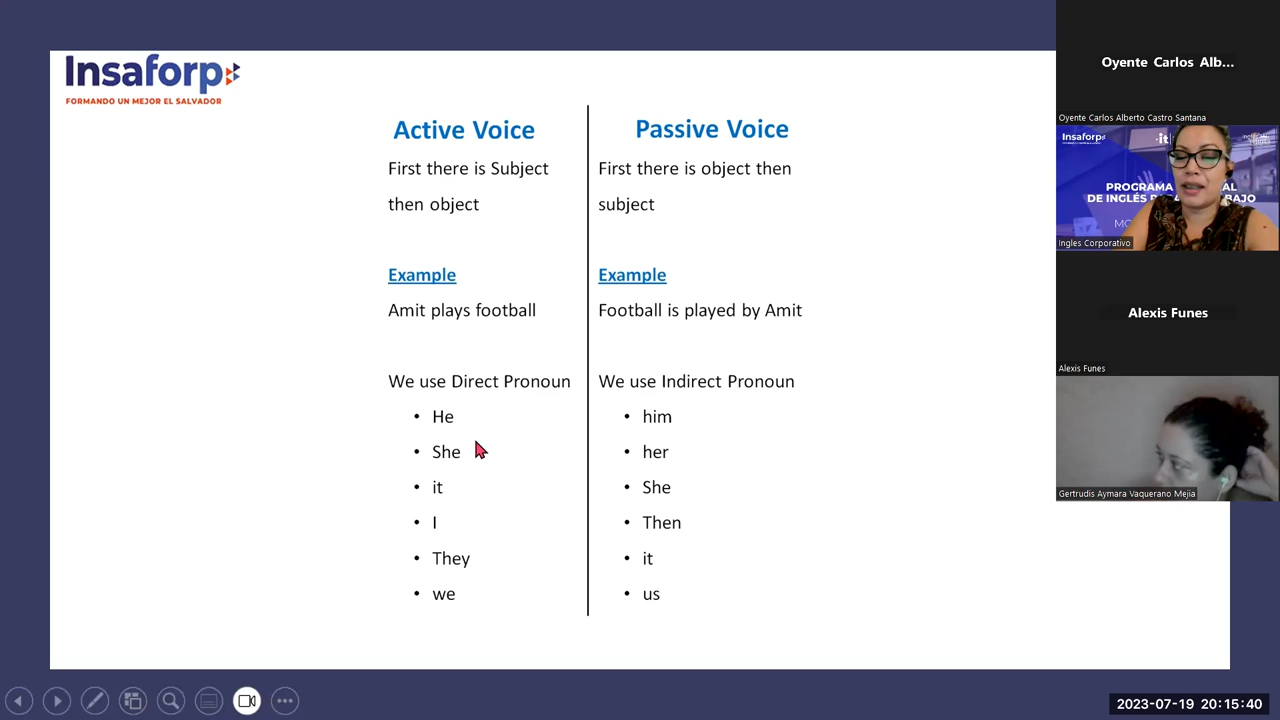 Insaforp
FORMANDO UN MEJOR EL SALVADOR
Active Voice
First there is Subject
then object
Example
Amit plays football
We use Direct Pronoun
• He
• She
• it
• I
• They
• we
Passive Voice
First there is object then
subject
Example
Football is played by Amit
We use Indirect Pronoun
• him
• her
• She
• Then
• it
• us
Oyente Carlos Alb...
Oyente Carlos Alberto Castro Santana
Insaforp
·it
PROGRAMA
AL
DE INGLÉS
BAJO
Ingles Corporativo
Alexis Funes
Alexis Funes
Gertrudis Aymara Vaquerano Mejia
2023-07-19 20:15:40